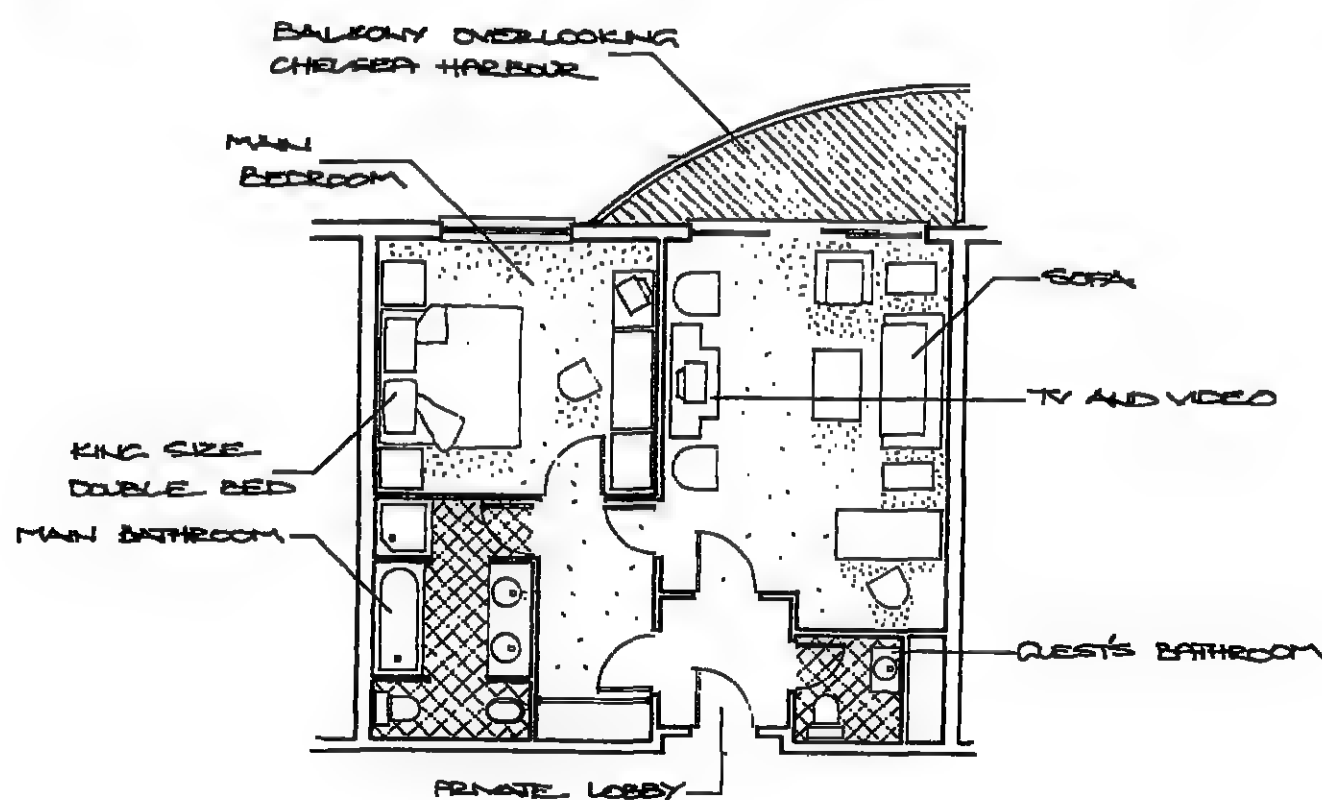 BALKONY OVERLOOKING
CHELSEA HARBOUR
MAIN
BEDROOM
SOFA
TV AND VIDEO
KING SIZE
DOUBLE BED
MAIN BATHROOM
GUEST'S BATHROOM
PRIVATE LOBBY